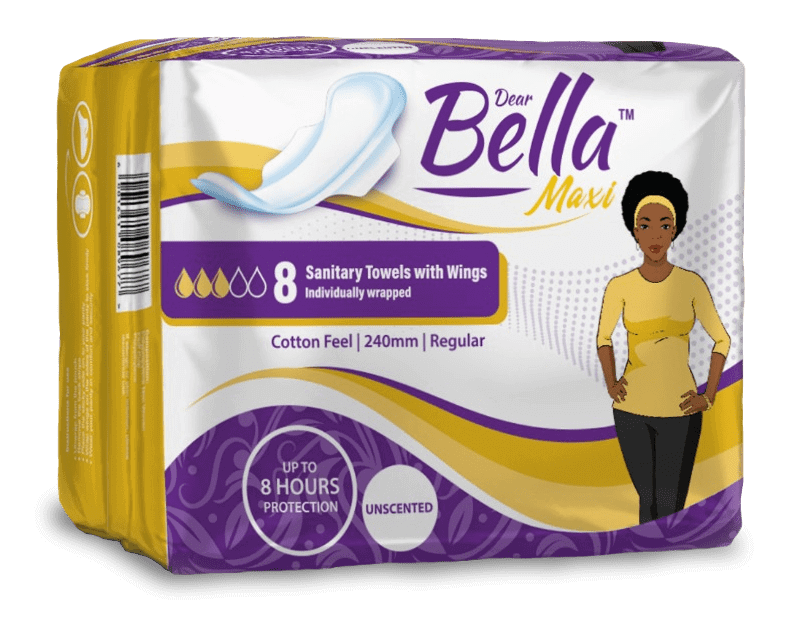 UNSCENTED
Dear
Bella™
Maxi
8 Sanitary Towels with Wings
Individually wrapped
Cotton Feel | 240mm | Regular
UP TO
8 HOURS
PROTECTION
UNSCENTED